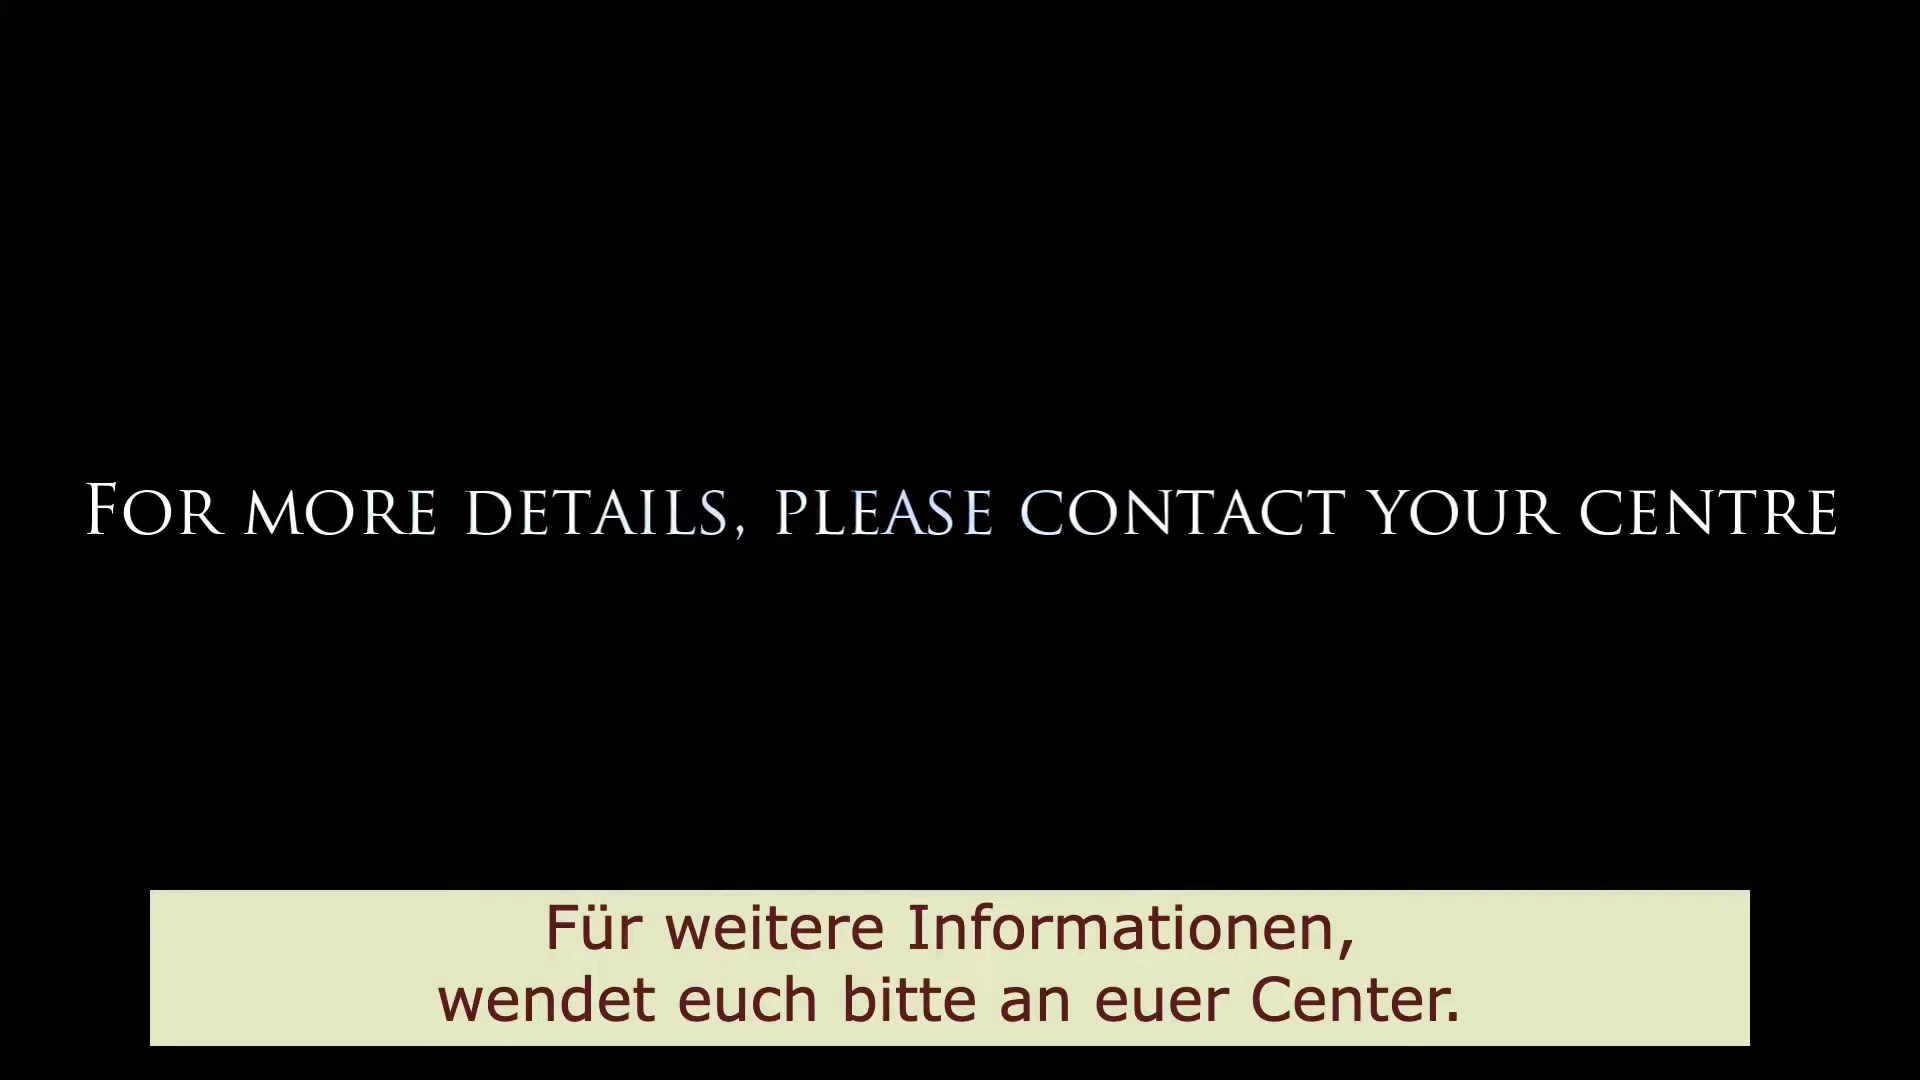 For more details, please contact your centre
Für weitere Informationen,
wendet euch bitte an euer Center.